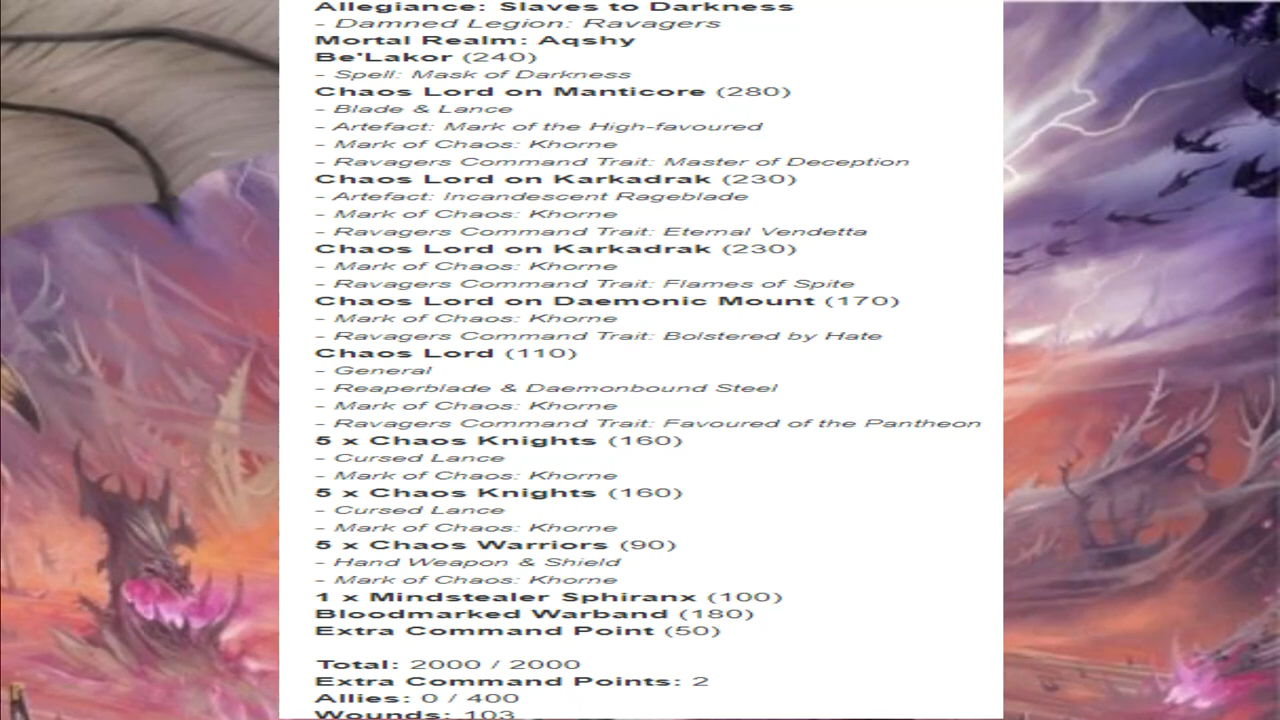 Allegiance: Slaves to Darkness
- Damned Legion: Ravagers
Mortal Realm: Aqshy
Be'Lakor (240)
- Spell: Mask of Darkness
Chaos Lord on Manticore (280)
- Blade & Lance
- Artefact: Mark of the High-favoured
- Mark of Chaos: Khorne
- Ravagers Command Trait: Master of Deception
Chaos Lord on Karkadrak (230)
- Artefact: Incandescent Rageblade
- Mark of Chaos: Khorne
- Ravagers Command Trait: Eternal Vendetta
Chaos Lord on Karkadrak (230)
- Mark of Chaos: Khorne
- Ravagers Command Trait: Flames of Spite
Chaos Lord on Daemonic Mount (170)
- Mark of Chaos: Khorne
- Ravagers Command Trait: Bolstered by Hate
Chaos Lord (110)
- General
- Reaperblade & Daemonbound Steel
- Mark of Chaos: Khorne
- Ravagers Command Trait: Favoured of the Pantheon
5 x Chaos Knights (160)
- Cursed Lance
- Mark of Chaos: Khorne
5 x Chaos Knights (160)
- Cursed Lance
- Mark of Chaos: Khorne
5 x Chaos Warriors (90)
- Hand Weapon & Shield
- Mark of Chaos: Khorne
1 x Mindstealer Sphiranx (100)
Bloodmarked Warband (180)
Extra Command Point (50)
Total: 2000 / 2000
Extra Command Points: 2
Allies: 0 / 400
Wounds: 103